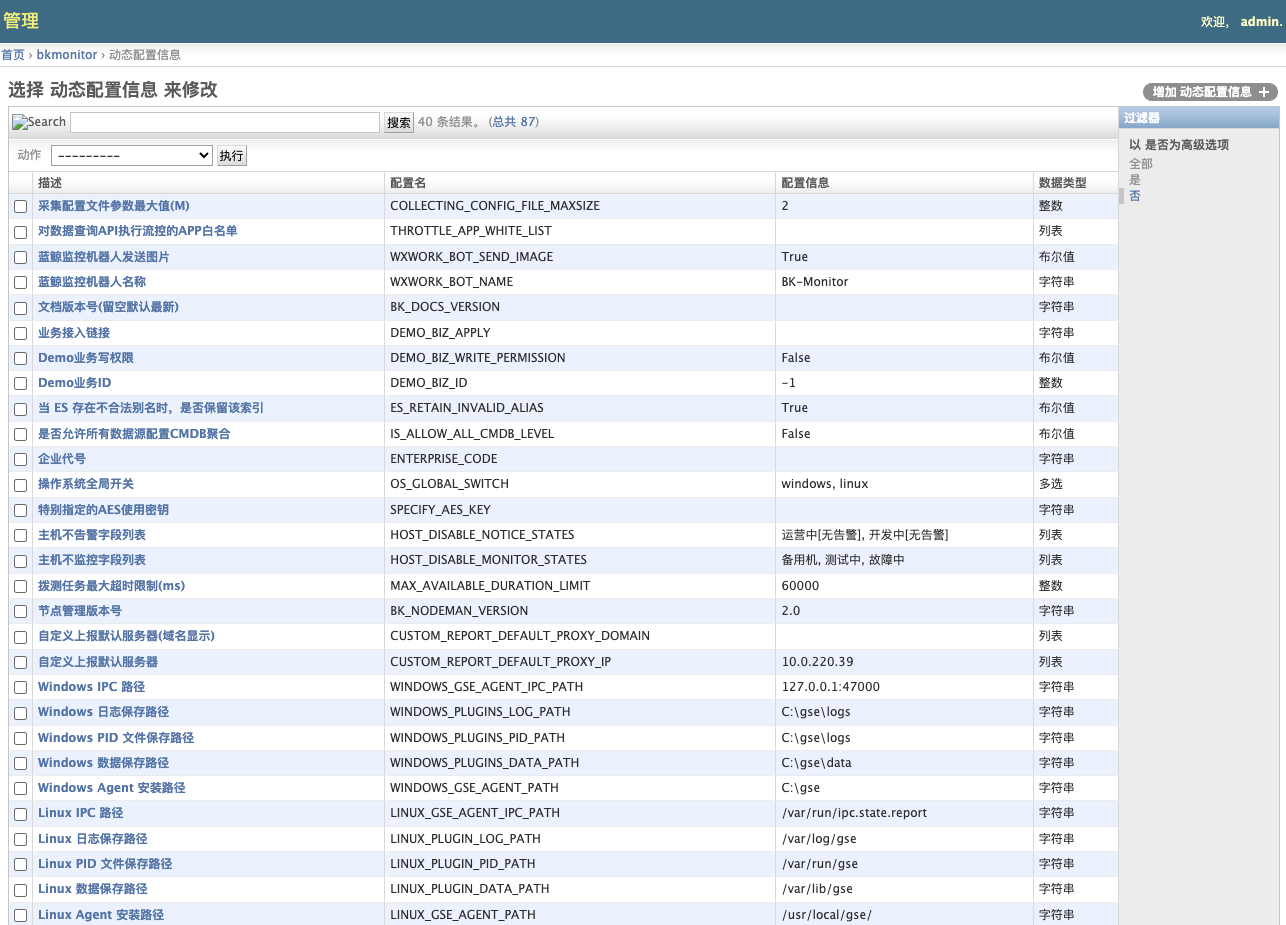 管理
欢迎， admin.
首页 › bkmonitor › 动态配置信息
选择 动态配置信息 来修改
增加 动态配置信息 +
Search 搜索 40 条结果。 (总共 87)
过滤器
以 是否为高级选项
全部
是
否
动作 --------- 执行
描述 配置名 配置信息 数据类型
采集配置文件参数最大值(M) COLLECTING_CONFIG_FILE_MAXSIZE 2 整数
对数据查询API执行流控的APP白名单 THROTTLE_APP_WHITE_LIST 列表
蓝鲸监控机器人发送图片 WXWORK_BOT_SEND_IMAGE True 布尔值
蓝鲸监控机器人名称 WXWORK_BOT_NAME BK-Monitor 字符串
文档版本号(留空默认最新) BK_DOCS_VERSION 字符串
业务接入链接 DEMO_BIZ_APPLY 字符串
Demo业务写权限 DEMO_BIZ_WRITE_PERMISSION False 布尔值
Demo业务ID DEMO_BIZ_ID -1 整数
当 ES 存在不合法别名时，是否保留该索引 ES_RETAIN_INVALID_ALIAS True 布尔值
是否允许所有数据源配置CMDB聚合 IS_ALLOW_ALL_CMDB_LEVEL False 布尔值
企业代号 ENTERPRISE_CODE 字符串
操作系统全局开关 OS_GLOBAL_SWITCH windows, linux 多选
特别指定的AES使用密钥 SPECIFY_AES_KEY 字符串
主机不告警字段列表 HOST_DISABLE_NOTICE_STATES 运营中[无告警], 开发中[无告警] 列表
主机不监控字段列表 HOST_DISABLE_MONITOR_STATES 备用机, 测试中, 故障中 列表
拨测任务最大超时限制(ms) MAX_AVAILABLE_DURATION_LIMIT 60000 整数
节点管理版本号 BK_NODEMAN_VERSION 2.0 字符串
自定义上报默认服务器(域名显示) CUSTOM_REPORT_DEFAULT_PROXY_DOMAIN 列表
自定义上报默认服务器 CUSTOM_REPORT_DEFAULT_PROXY_IP 10.0.220.39 列表
Windows IPC 路径 WINDOWS_GSE_AGENT_IPC_PATH 127.0.0.1:47000 字符串
Windows 日志保存路径 WINDOWS_PLUGINS_LOG_PATH C:\gse\logs 字符串
Windows PID 文件保存路径 WINDOWS_PLUGINS_PID_PATH C:\gse\logs 字符串
Windows 数据保存路径 WINDOWS_PLUGINS_DATA_PATH C:\gse\data 字符串
Windows Agent 安装路径 WINDOWS_GSE_AGENT_PATH C:\gse 字符串
Linux IPC 路径 LINUX_GSE_AGENT_IPC_PATH /var/run/ipc.state.report 字符串
Linux 日志保存路径 LINUX_PLUGIN_LOG_PATH /var/log/gse 字符串
Linux PID 文件保存路径 LINUX_PLUGIN_PID_PATH /var/run/gse 字符串
Linux 数据保存路径 LINUX_PLUGIN_DATA_PATH /var/lib/gse 字符串
Linux Agent 安装路径 LINUX_GSE_AGENT_PATH /usr/local/gse/ 字符串